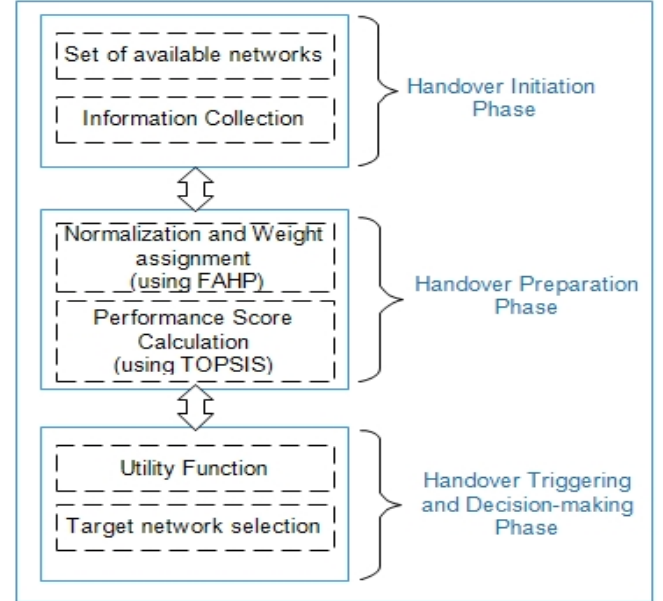 Set of available networks
Information Collection
Handover Initiation
Phase
Normalization and Weight
assignment
(using FAHP)
Performance Score
Calculation
(using TOPSIS)
Handover Preparation
Phase
Utility Function
Target network selection
Handover Triggering
and Decision-making
Phase